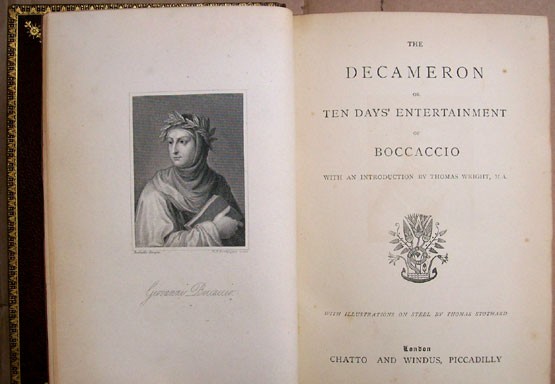 Giovanni Boccaccio.
THE
DECAMERON
OR
TEN DAYS' ENTERTAINMENT
OF
BOCCACCIO
WITH AN INTRODUCTION BY THOMAS WRIGHT, M.A.
WITH ILLUSTRATIONS ON STEEL BY THOMAS STOTHARD
London
CHATTO AND WINDUS, PICCADILLY